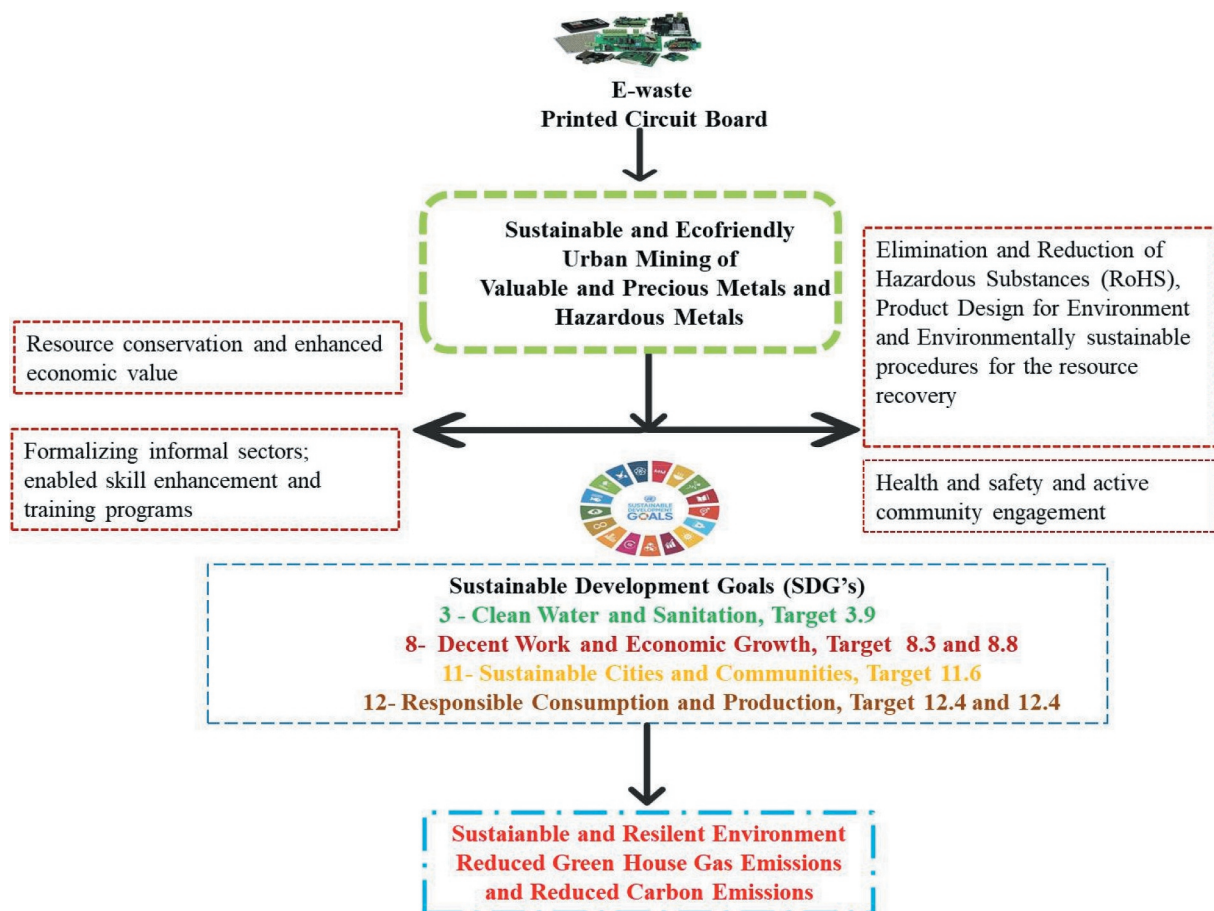 E-waste
Printed Circuit Board
Sustainable and Ecofriendly
Urban Mining of
Valuable and Precious Metals and
Hazardous Metals
Elimination and Reduction of
Hazardous Substances (RoHS),
Product Design for Environment
and Environmentally sustainable
procedures for the resource
recovery
Resource conservation and enhanced
economic value
Formalizing informal sectors;
enabled skill enhancement and
training programs
Health and safety and active
community engagement
SUSTAINABLE
DEVELOPMENT
GOALS
Sustainable Development Goals (SDG's)
3 - Clean Water and Sanitation, Target 3.9
8- Decent Work and Economic Growth, Target 8.3 and 8.8
11- Sustainable Cities and Communities, Target 11.6
12- Responsible Consumption and Production, Target 12.4 and 12.4
Sustaianble and Resilent Environment
Reduced Green House Gas Emissions
and Reduced Carbon Emissions